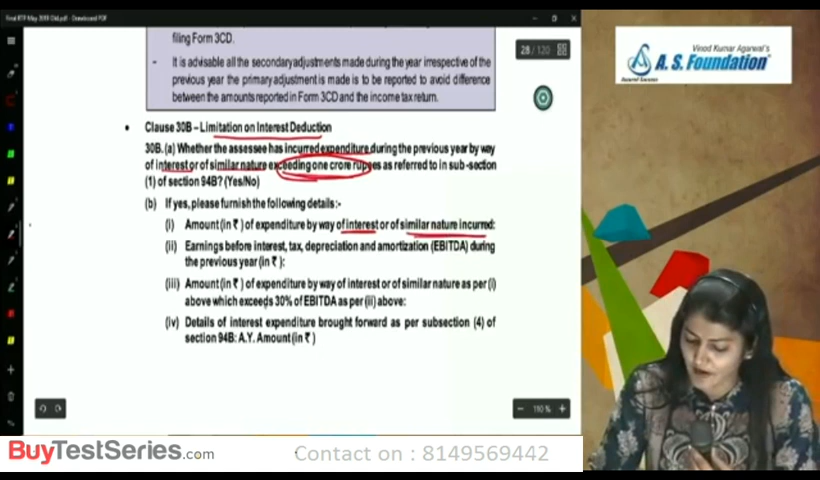 Final RTP May 2019 Old.pdf - Drawboard PDF
28 / 120
filing Form 3CD.
- It is advisable all the secondary adjustments made during the year irrespective of the
previous year the primary adjustment is made is to be reported to avoid difference
between the amounts reported in Form 3CD and the income tax return.
• Clause 30B – Limitation on Interest Deduction
30B. (a) Whether the assessee has incurred expenditure during the previous year by way
of interest or of similar nature exceeding one crore rupees as referred to in sub-section
(1) of section 94B? (Yes/No)
(b) If yes, please furnish the following details:-
(i) Amount (in ₹ ) of expenditure by way of interest or of similar nature incurred:
(ii) Earnings before interest, tax, depreciation and amortization (EBITDA) during
the previous year (in ₹ ):
(iii) Amount (in ₹ ) of expenditure by way of interest or of similar nature as per (i)
above which exceeds 30% of EBITDA as per (ii) above:
(iv) Details of interest expenditure brought forward as per subsection (4) of
section 94B: A.Y. Amount (in ₹ )
110 %
Vinod Kumar Agarwal's
A. S. Foundation
Assured Success
BuyTestSeries.com
Contact on : 8149569442